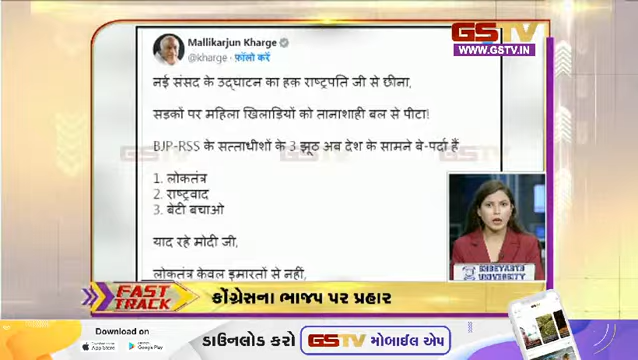 GSTV
WWW.GSTV.IN
Mallikarjun Kharge
@kharge · फ़ॉलो करें
नई संसद के उद्घाटन का हक़ राष्ट्रपति जी से छीना,
सडकों पर महिला खिलाड़ियों को तानाशाही बल से पीटा!
BJP-RSS के सत्ताधीशों के 3 झूठ अब देश के सामने बे-पर्दा हैं
1. लोकतंत्र
2. राष्ट्रवाद
3. बेटी बचाओ
याद रहे मोदी जी,
लोकतंत्र केवल इमारतों से नहीं,
UNIVERSITY
FAST
TRACK
કોંગ્રેસના ભાજપ પર પ્રહાર
Download on
App Store
Google Play
ડાઉનલોડ કરો GSTV મોબાઈલ એપ